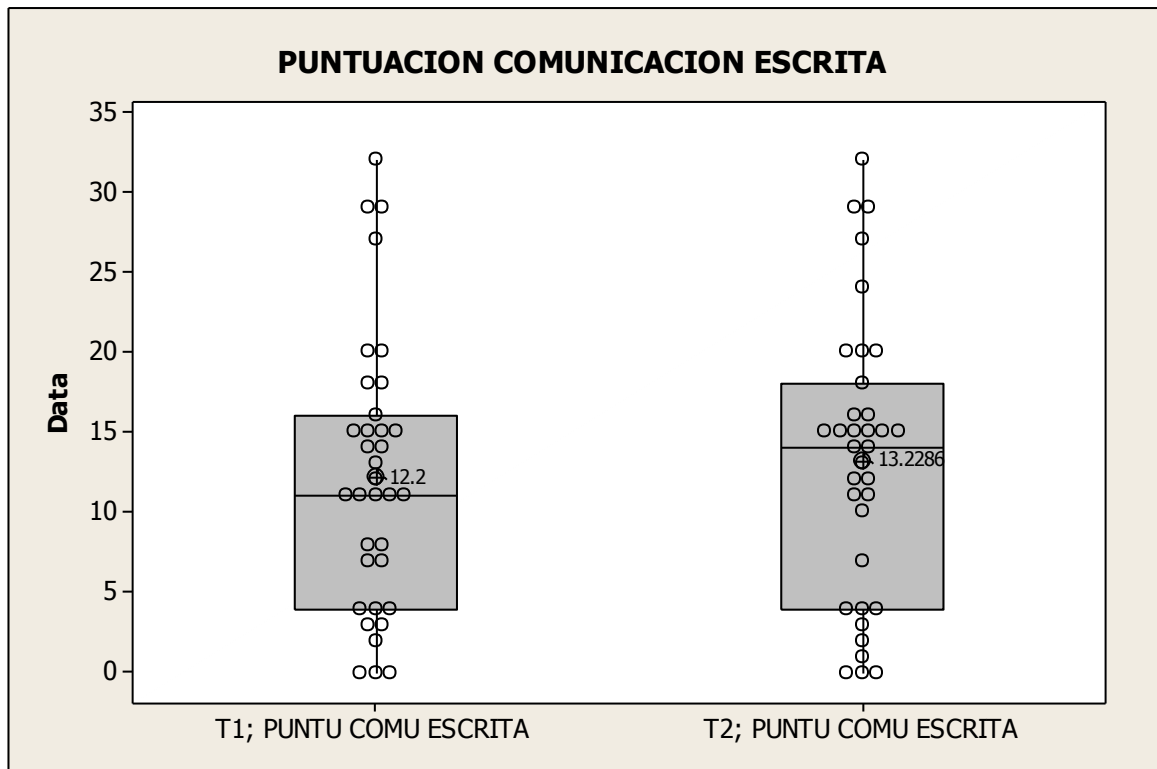 PUNTUACION COMUNICACION ESCRITA
35
30
25
20
15
10
5
0
Data
12.2
13.2286
T1; PUNTU COMU ESCRITA
T2; PUNTU COMU ESCRITA